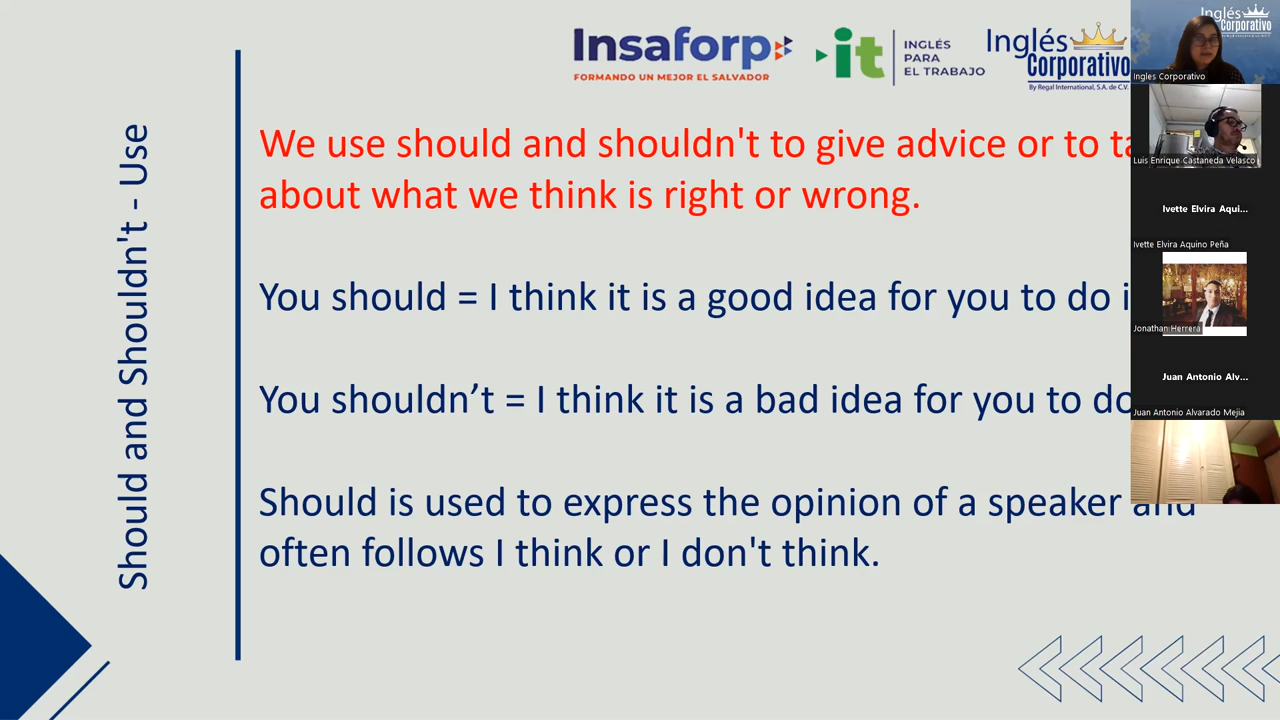 Insaforp
FORMANDO UN MEJOR EL SALVADOR
it
INGLÉS
PARA
EL TRABAJO
Inglés
Corporativo
By Regal International, S.A. de C.V.
Should and Shouldn't - Use
We use should and shouldn't to give advice or to
about what we think is right or wrong.
You should = I think it is a good idea for you to do
You shouldn’t = I think it is a bad idea for you to do
Should is used to express the opinion of a speaker and
often follows I think or I don't think.
Inglés
Corporativo
Ingles Corporativo
Luis Enrique Castaneda Velasco
Ivette Elvira Aqui...
Ivette Elvira Aquino Peña
Jonathan Herrera
Juan Antonio Alv...
Juan Antonio Alvarado Mejia